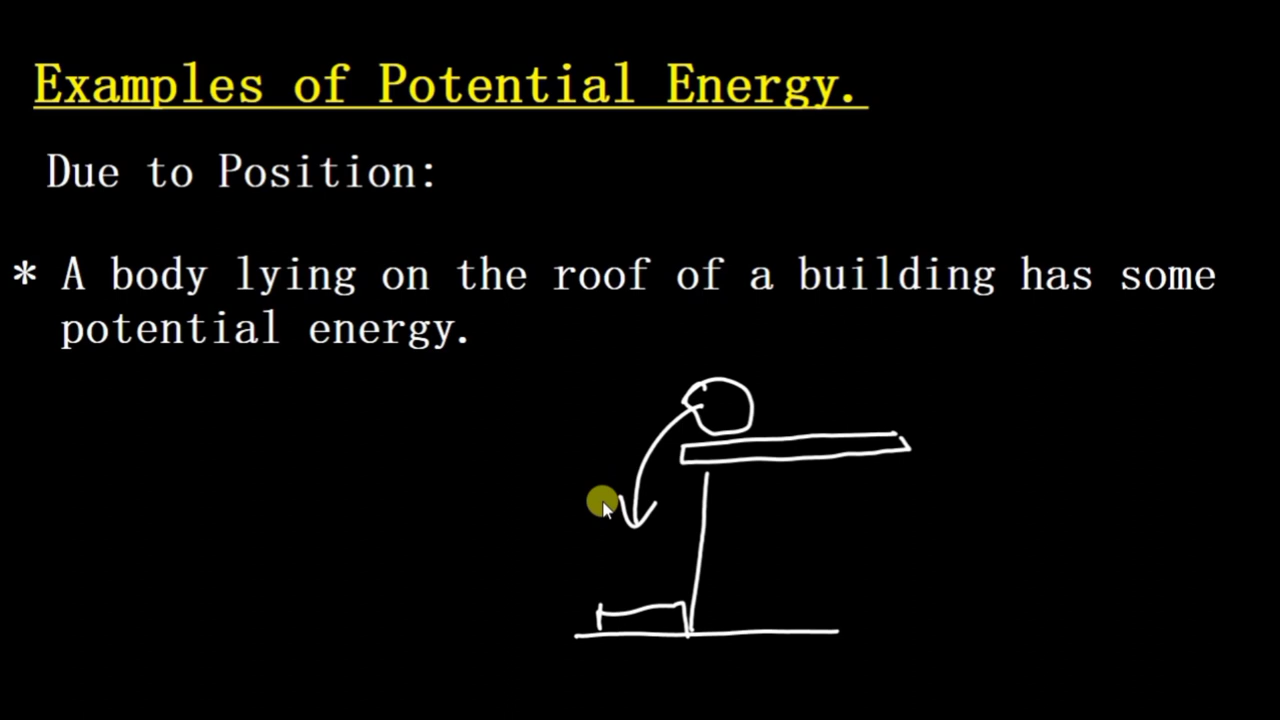 Examples of Potential Energy.
Due to Position:
* A body lying on the roof of a building has some
potential energy.